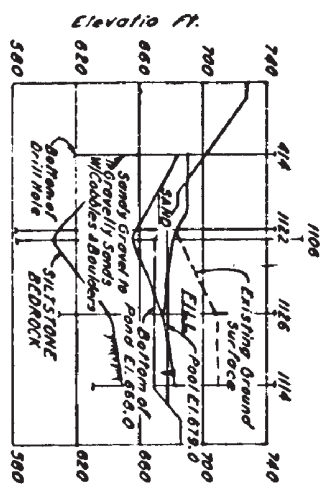 Elevatio Ft.
740
700
660
620
580
414
1122
1108
1126
1114
Existing Ground
Surface
Pool El.679.0
Fill
SAND
Bottom of
Pond El.668.0
Sandy Gravel to
Gravelly Sands
w/Cobbles Boulders
SILTSTONE
BEDROCK
Bottom of
Drill Hole
740
700
660
620
580